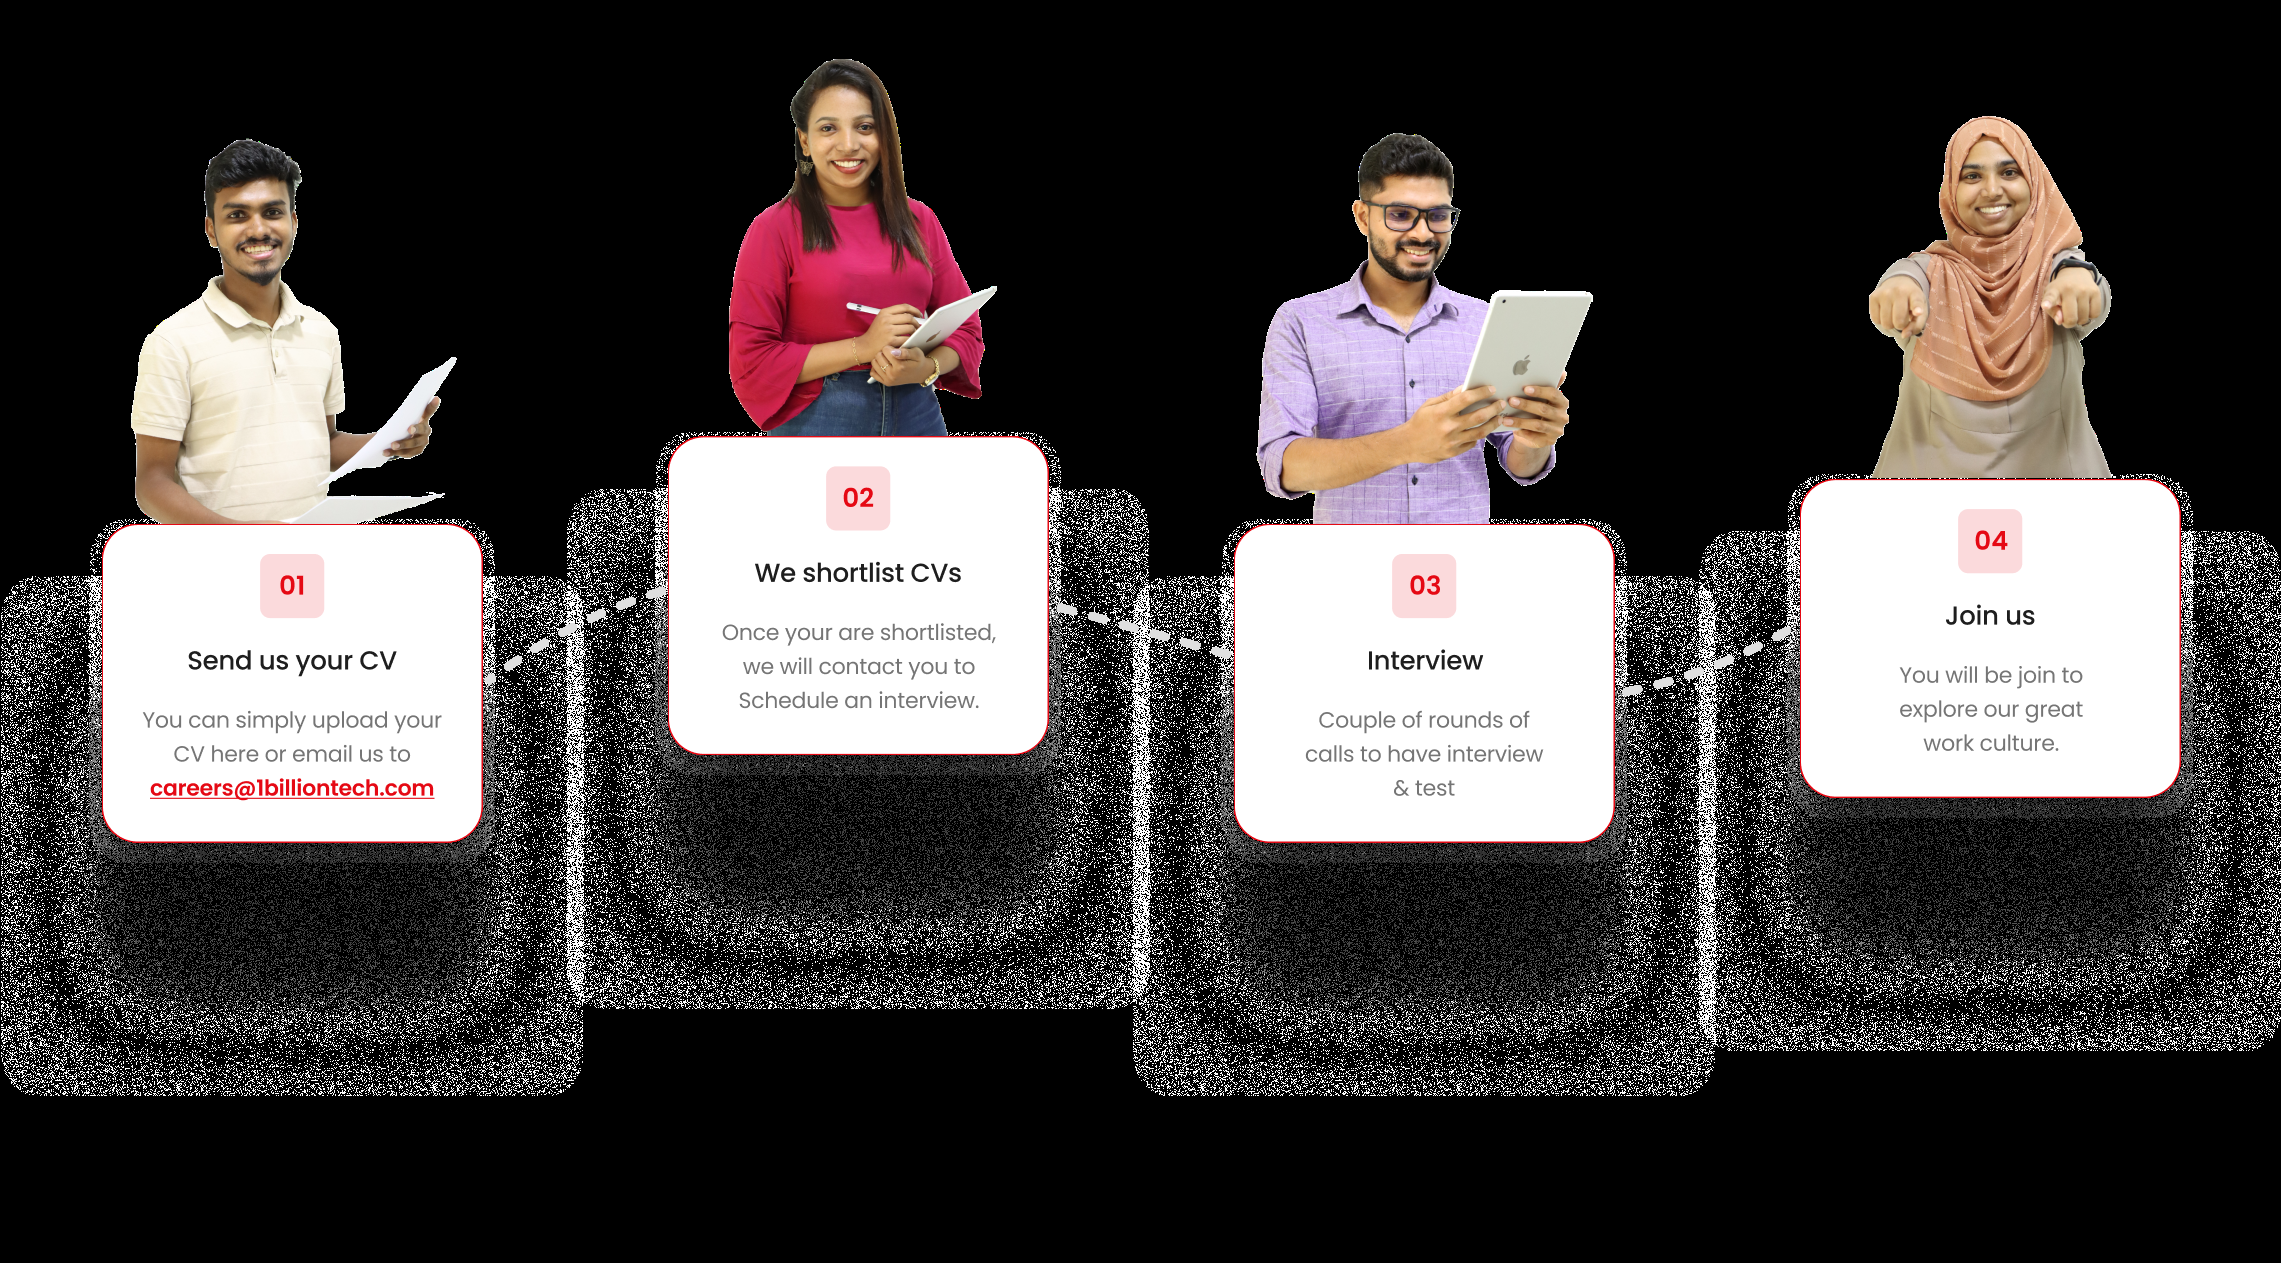 01
Send us your CV
You can simply upload your
CV here or email us to
careers@1billiontech.com
02
We shortlist CVs
Once your are shortlisted,
we will contact you to
Schedule an interview.
03
Interview
Couple of rounds of
calls to have interview
& test
04
Join us
You will be join to
explore our great
work culture.